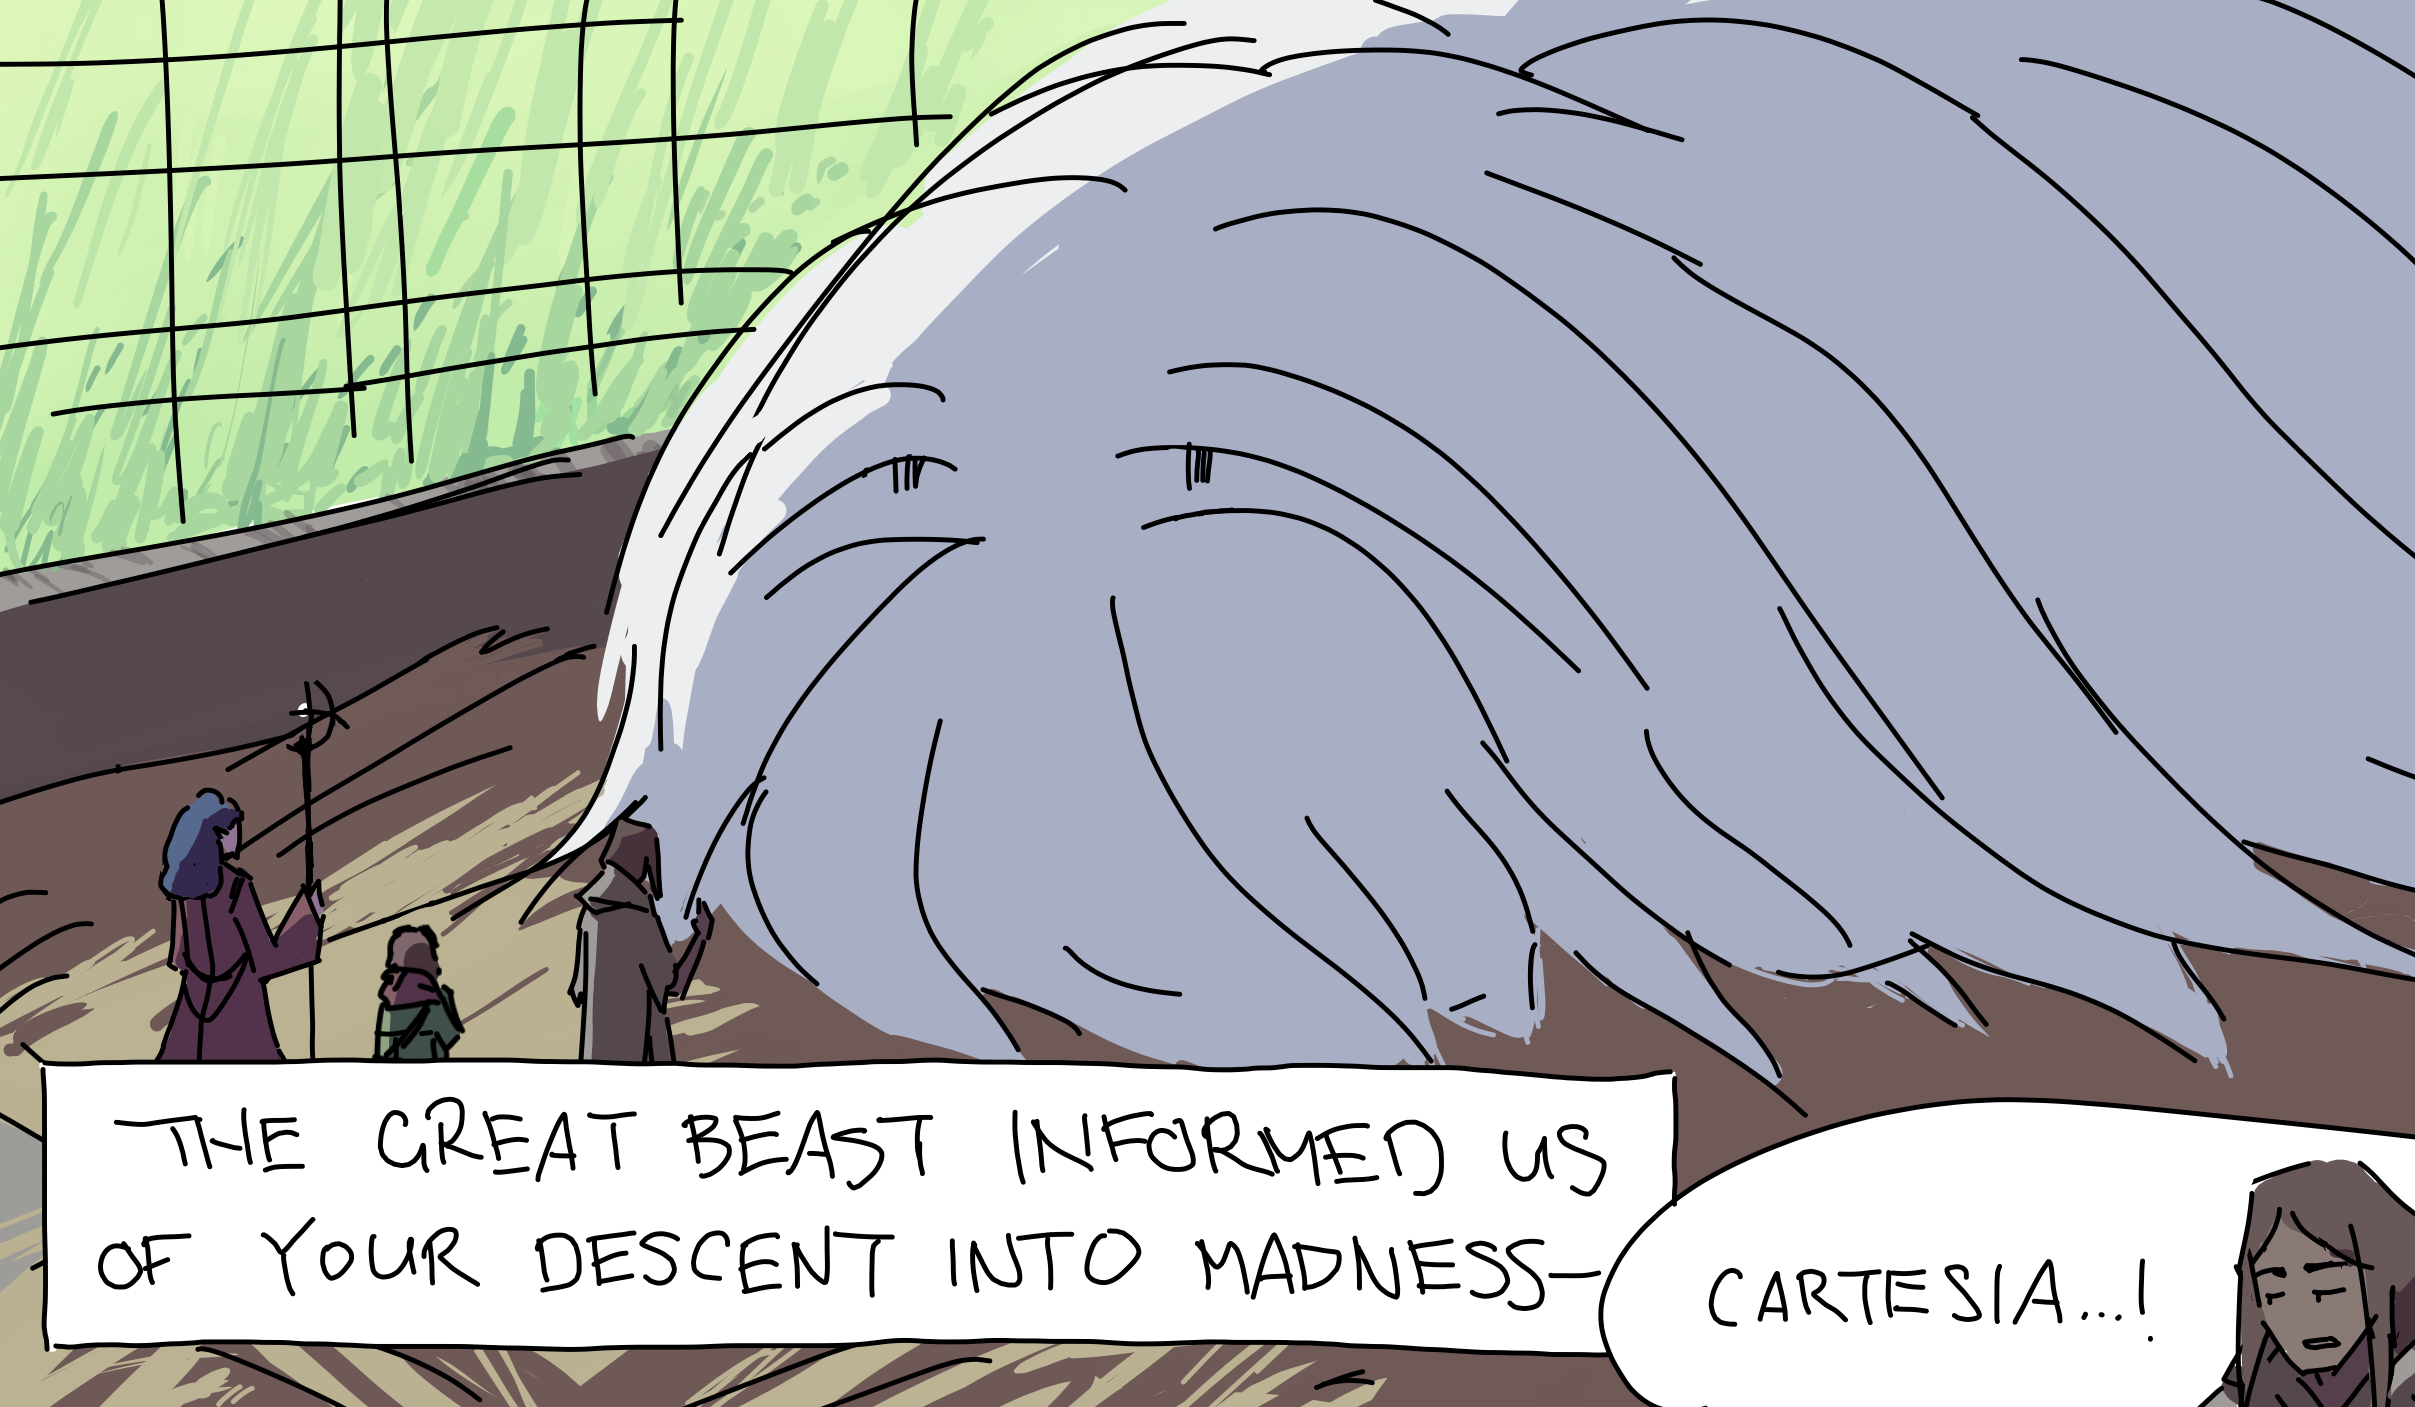 THE GREAT BEAST INFORMED US
OF YOUR DESCENT INTO MADNESS—
CARTESIA...!